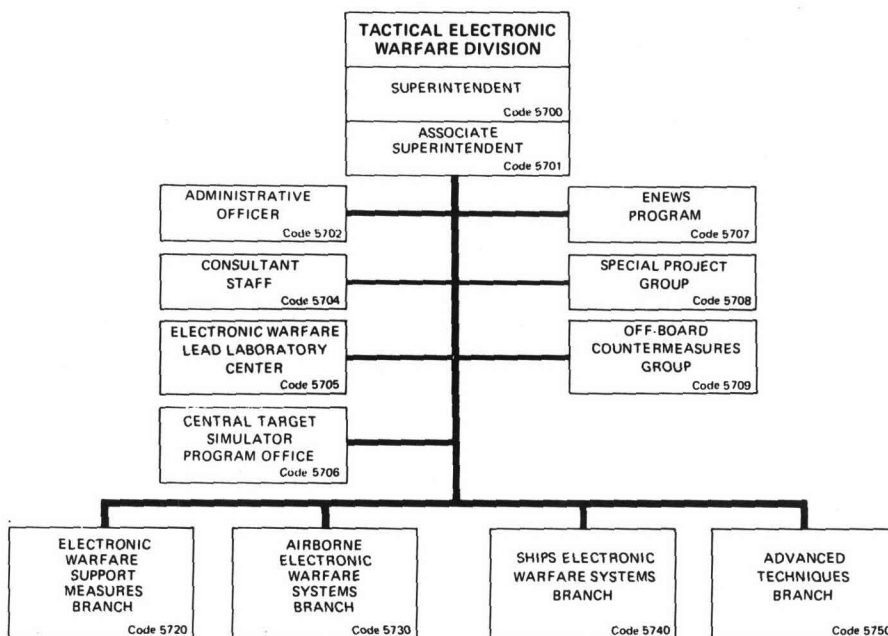 TACTICAL ELECTRONIC
WARFARE DIVISION
SUPERINTENDENT
Code 5700
ASSOCIATE
SUPERINTENDENT
Code 5701
ADMINISTRATIVE
OFFICER
Code 5702
ENEWS
PROGRAM
Code 5707
CONSULTANT
STAFF
Code 5704
SPECIAL PROJECT
GROUP
Code 5708
ELECTRONIC WARFARE
LEAD LABORATORY
CENTER
Code 5705
OFF-BOARD
COUNTERMEASURES
GROUP
Code 5709
CENTRAL TARGET
SIMULATOR
PROGRAM OFFICE
Code 5706
ELECTRONIC
WARFARE
SUPPORT
MEASURES
BRANCH
Code 5720
AIRBORNE
ELECTRONIC
WARFARE
SYSTEMS
BRANCH
Code 5730
SHIPS ELECTRONIC
WARFARE SYSTEMS
BRANCH
Code 5740
ADVANCED
TECHNIQUES
BRANCH
Code 5750